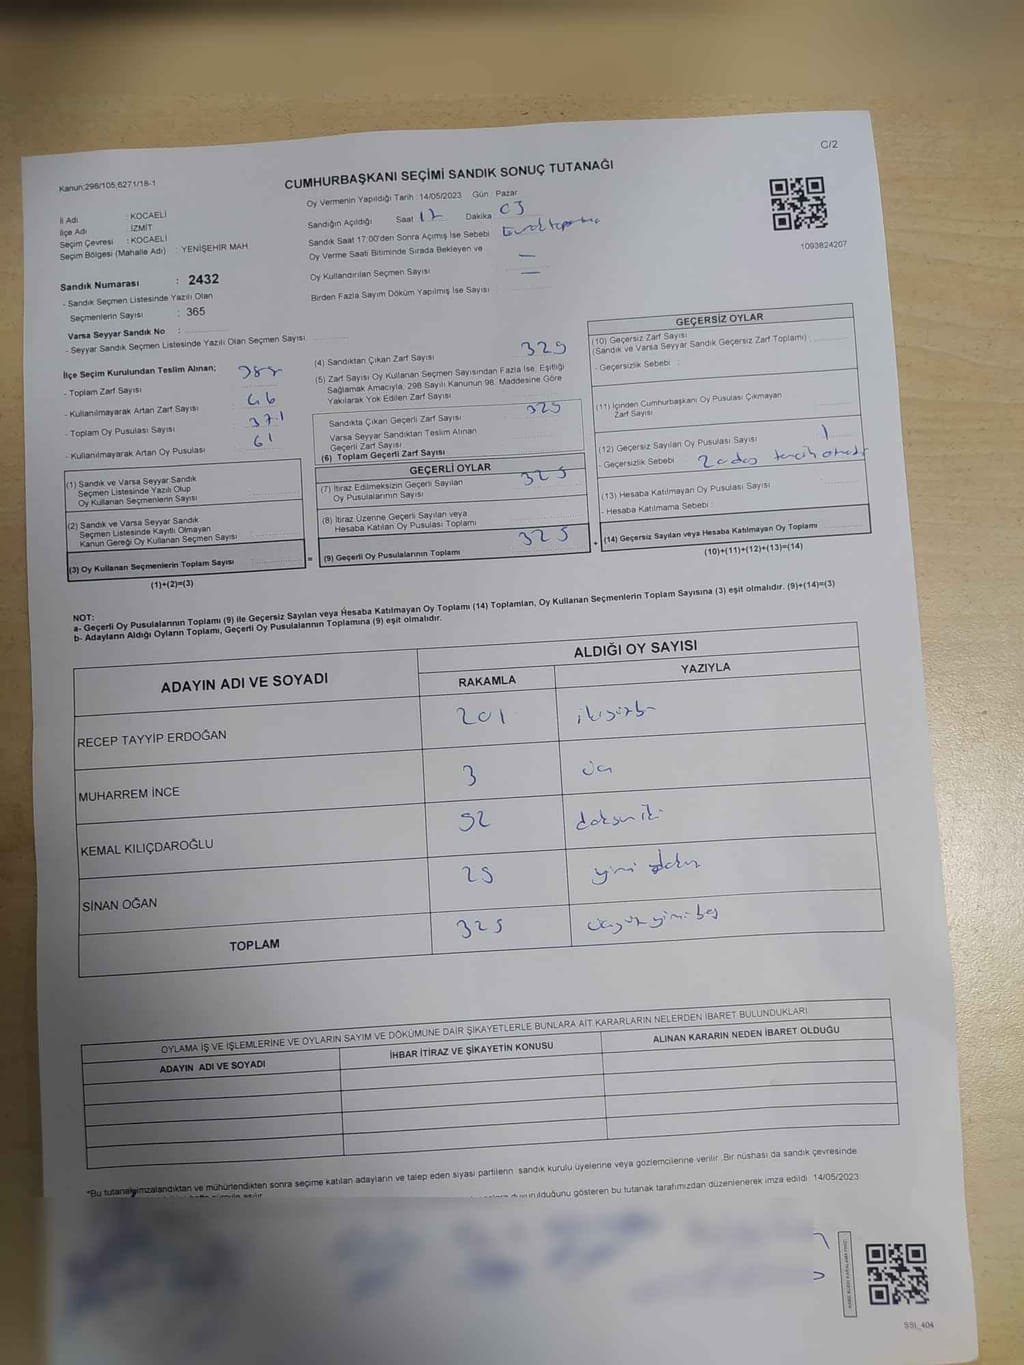 C/2
Kanun:298/105,6271/18-1
CUMHURBAŞKANI SEÇİMİ SANDIK SONUÇ TUTANAĞI
Oy Vermenin Yapıldığı Tarih : 14/05/2023 Gün : Pazar
İl Adı : KOCAELİ
İlçe Adı : İZMİT
Seçim Çevresi : KOCAELİ
Seçim Bölgesi (Mahalle Adı) : YENİŞEHİR MAH.
Sandığın Açıldığı Saat 17 Dakika 03
Sandık Saat 17:00'den Sonra Açımış İse Sebebi
Oy Verme Saati Bitiminde Sırada Bekleyen ve
Oy Kullandırılan Seçmen Sayısı —
Birden Fazla Sayım Döküm Yapılmış İse Sayısı —
1093824207
Sandık Numarası : 2432
- Sandık Seçmen Listesinde Yazılı Olan
Seçmenlerin Sayısı : 365
Varsa Seyyar Sandık No :
- Seyyar Sandık Seçmen Listesinde Yazılı Olan Seçmen Sayısı
İlçe Seçim Kurulundan Teslim Alınan;
- Toplam Zarf Sayısı
- Kullanılmayarak Artan Zarf Sayısı : 66
- Toplam Oy Pusulası Sayısı : 371
- Kullanılmayarak Artan Oy Pusulası : 61
(1) Sandık ve Varsa Seyyar Sandık
Seçmen Listesinde Yazılı Olup
Oy Kullanan Seçmenlerin Sayısı
(2) Sandık ve Varsa Seyyar Sandık
Seçmen Listesinde Kayıtlı Olmayan
Kanun Gereği Oy Kullanan Seçmen Sayısı
(3) Oy Kullanan Seçmenlerin Toplam Sayısı
(1)+(2)=(3)
(4) Sandıktan Çıkan Zarf Sayısı
(5) Zarf Sayısı Oy Kullanan Seçmen Sayısından Fazla İse, Eşitliği
Sağlamak Amacıyla, 298 Sayılı Kanunun 98. Maddesine Göre
Yakılarak Yok Edilen Zarf Sayısı
Sandıkta Çıkan Geçerli Zarf Sayısı 325
Varsa Seyyar Sandıktan Teslim Alınan
Geçerli Zarf Sayısı
(6) Toplam Geçerli Zarf Sayısı
GEÇERLİ OYLAR
(7) İtiraz Edilmeksizin Geçerli Sayılan
Oy Pusulalarının Sayısı 325
(8) İtiraz Üzerine Geçerli Sayılan veya
Hesaba Katılan Oy Pusulası Toplamı
= (9) Geçerli Oy Pusulalarının Toplamı 325
GEÇERSİZ OYLAR
(10) Geçersiz Zarf Sayısı
(Sandık ve Varsa Seyyar Sandık Geçersiz Zarf Toplamı)
- Geçersizlik Sebebi :
(11) İçinden Cumhurbaşkanı Oy Pusulası Çıkmayan
Zarf Sayısı
(12) Geçersiz Sayılan Oy Pusulası Sayısı 1
- Geçersizlik Sebebi : 2 aday tercih
(13) Hesaba Katılmayan Oy Pusulası Sayısı
- Hesaba Katılmama Sebebi :
+ (14) Geçersiz Sayılan veya Hesaba Katılmayan Oy Toplamı
(10)+(11)+(12)+(13)=(14)
NOT:
a- Geçerli Oy Pusulalarının Toplamı (9) ile Geçersiz Sayılan veya Hesaba Katılmayan Oy Toplamı (14) Toplamları, Oy Kullanan Seçmenlerin Toplam Sayısına (3) eşit olmalıdır. (9)+(14)=(3)
b- Adayların Aldığı Oyların Toplamı, Geçerli Oy Pusulalarının Toplamına (9) eşit olmalıdır.
ADAYIN ADI VE SOYADI
ALDIĞI OY SAYISI
RAKAMLA YAZIYLA
RECEP TAYYİP ERDOĞAN 201 ikiyüzbir
MUHARREM İNCE 3 üç
KEMAL KILIÇDAROĞLU 92 doksan iki
SİNAN OĞAN 29 yirmi dokuz
TOPLAM 325 üçyüz yirmi beş
OYLAMA İŞ VE İŞLEMLERİNE VE OYLARIN SAYIM VE DÖKÜMÜNE DAİR ŞİKAYETLERLE BUNLARA AİT KARARLARIN NELERDEN İBARET BULUNDUKLARI
ADAYIN ADI VE SOYADI İHBAR İTİRAZ VE ŞİKAYETİN KONUSU ALINAN KARARIN NEDEN İBARET OLDUĞU
*Bu tutanak imzalandıktan ve mühürlendikten sonra seçime katılan adayların ve talep eden siyasi partilerin sandık kurulu üyelerine veya gözlemcilerine verilir. Bir nüshası da sandık çevresinde
duyurulduğunu gösteren bu tutanak tarafımızdan düzenlenerek imza edildi. 14/05/2023
SSI_404